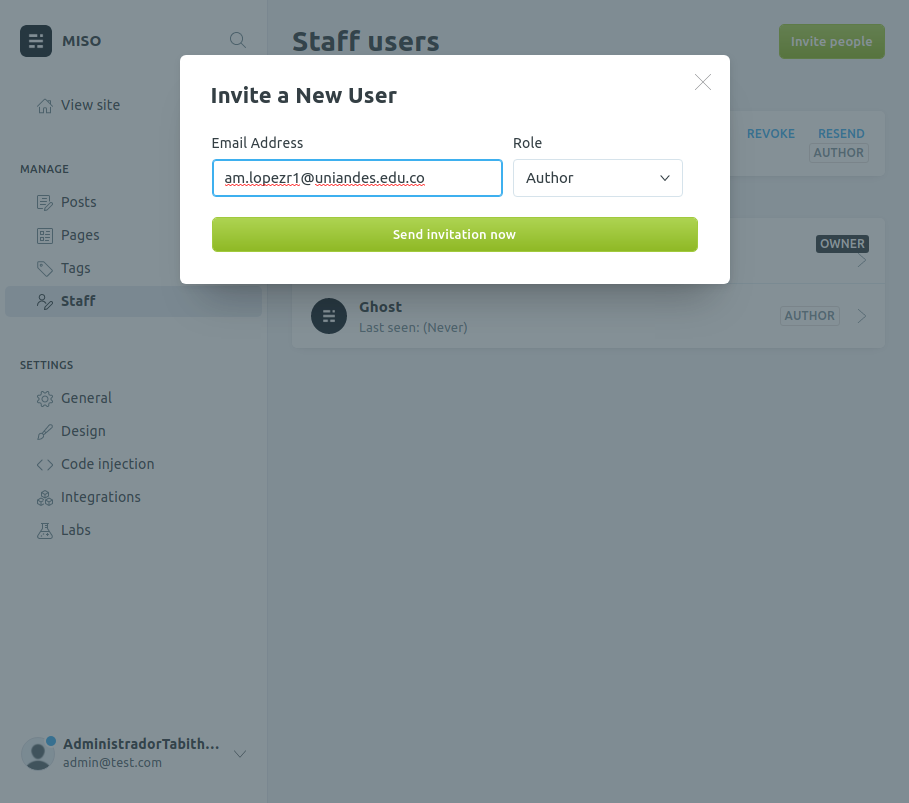 MISO
Staff users
Invite people
Invite a New User
View site
Email Address
Role
REVOKE
RESEND
AUTHOR
MANAGE
am.lopezr1@uniandes.edu.co
Author
Posts
Pages
Send invitation now
OWNER
Tags
Staff
Ghost
Last seen: (Never)
AUTHOR
SETTINGS
General
Design
Code injection
Integrations
Labs
AdministradorTabith...
admin@test.com